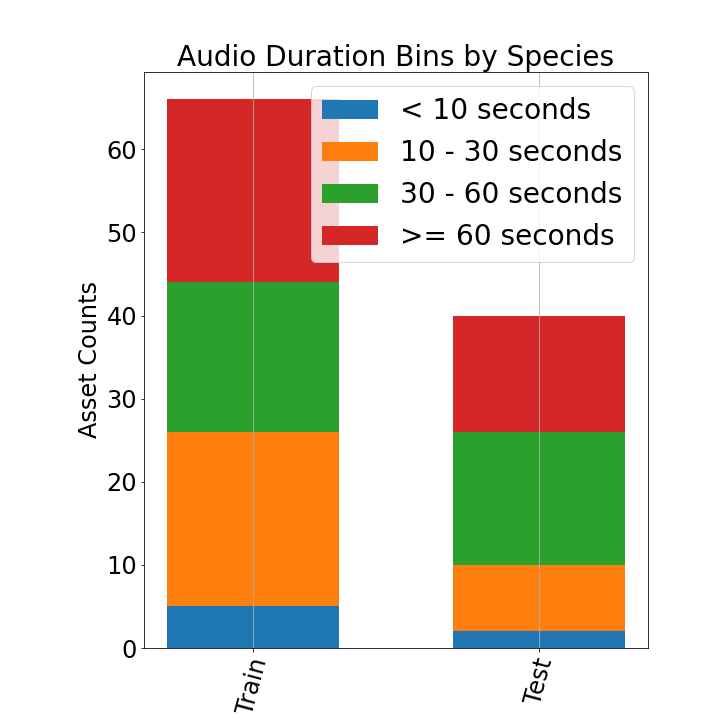 Audio Duration Bins by Species
< 10 seconds
10 - 30 seconds
30 - 60 seconds
>= 60 seconds
Asset Counts
60
50
40
30
20
10
0
Train
Test